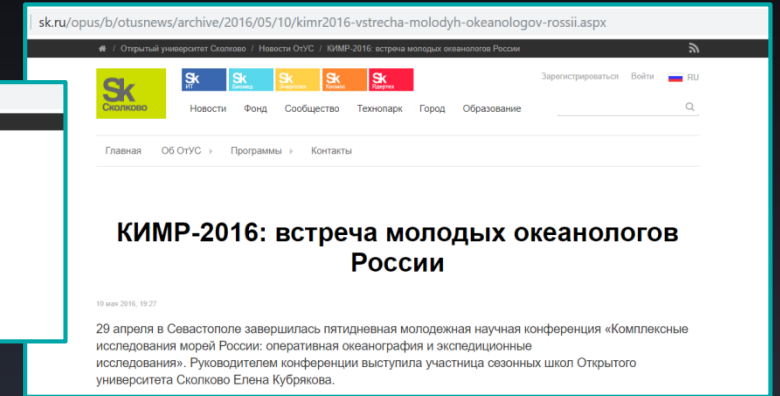 sk.ru/opus/b/otusnews/archive/2016/05/10/kimr2016-vstrecha-molodyh-okeanologov-rossii.aspx
/ Открытый университет Сколково / Новости ОтУС / КИМР-2016: встреча молодых океанологов России
Sk Сколково
Sk ИТ Sk Биомед Sk Энерготех Sk Космос Sk Ядертех
Зарегистрироваться Войти RU
Новости Фонд Сообщество Технопарк Город Образование
Главная Об ОтУС Программы Контакты
КИМР-2016: встреча молодых океанологов
России
10 мая 2016, 19:27
29 апреля в Севастополе завершилась пятидневная молодежная научная конференция «Комплексные
исследования морей России: оперативная океанография и экспедиционные
исследования». Руководителем конференции выступила участница сезонных школ Открытого
университета Сколково Елена Кубрякова.